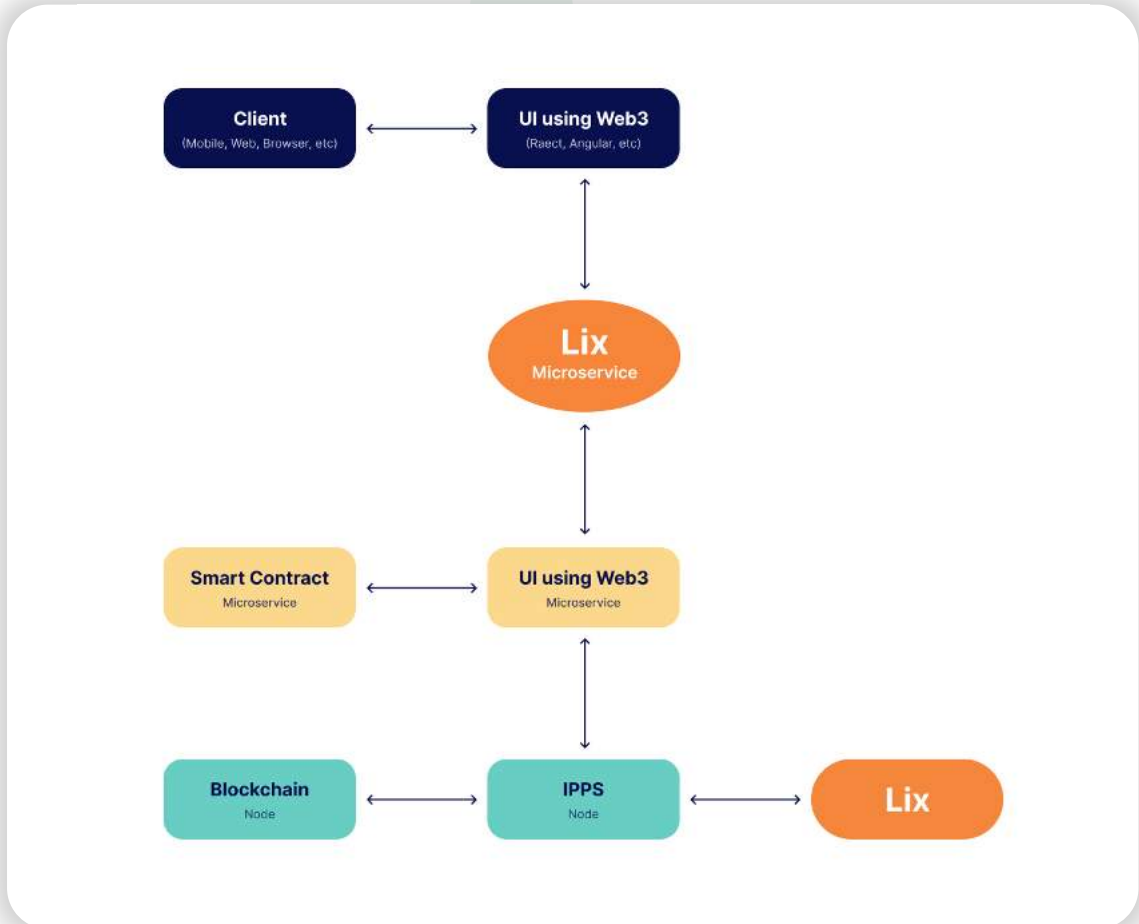 Client
(Mobile, Web, Browser, etc)
UI using Web3
(Raect, Angular, etc)
Lix
Microservice
Smart Contract
Microservice
UI using Web3
Microservice
Blockchain
Node
IPPS
Node
Lix